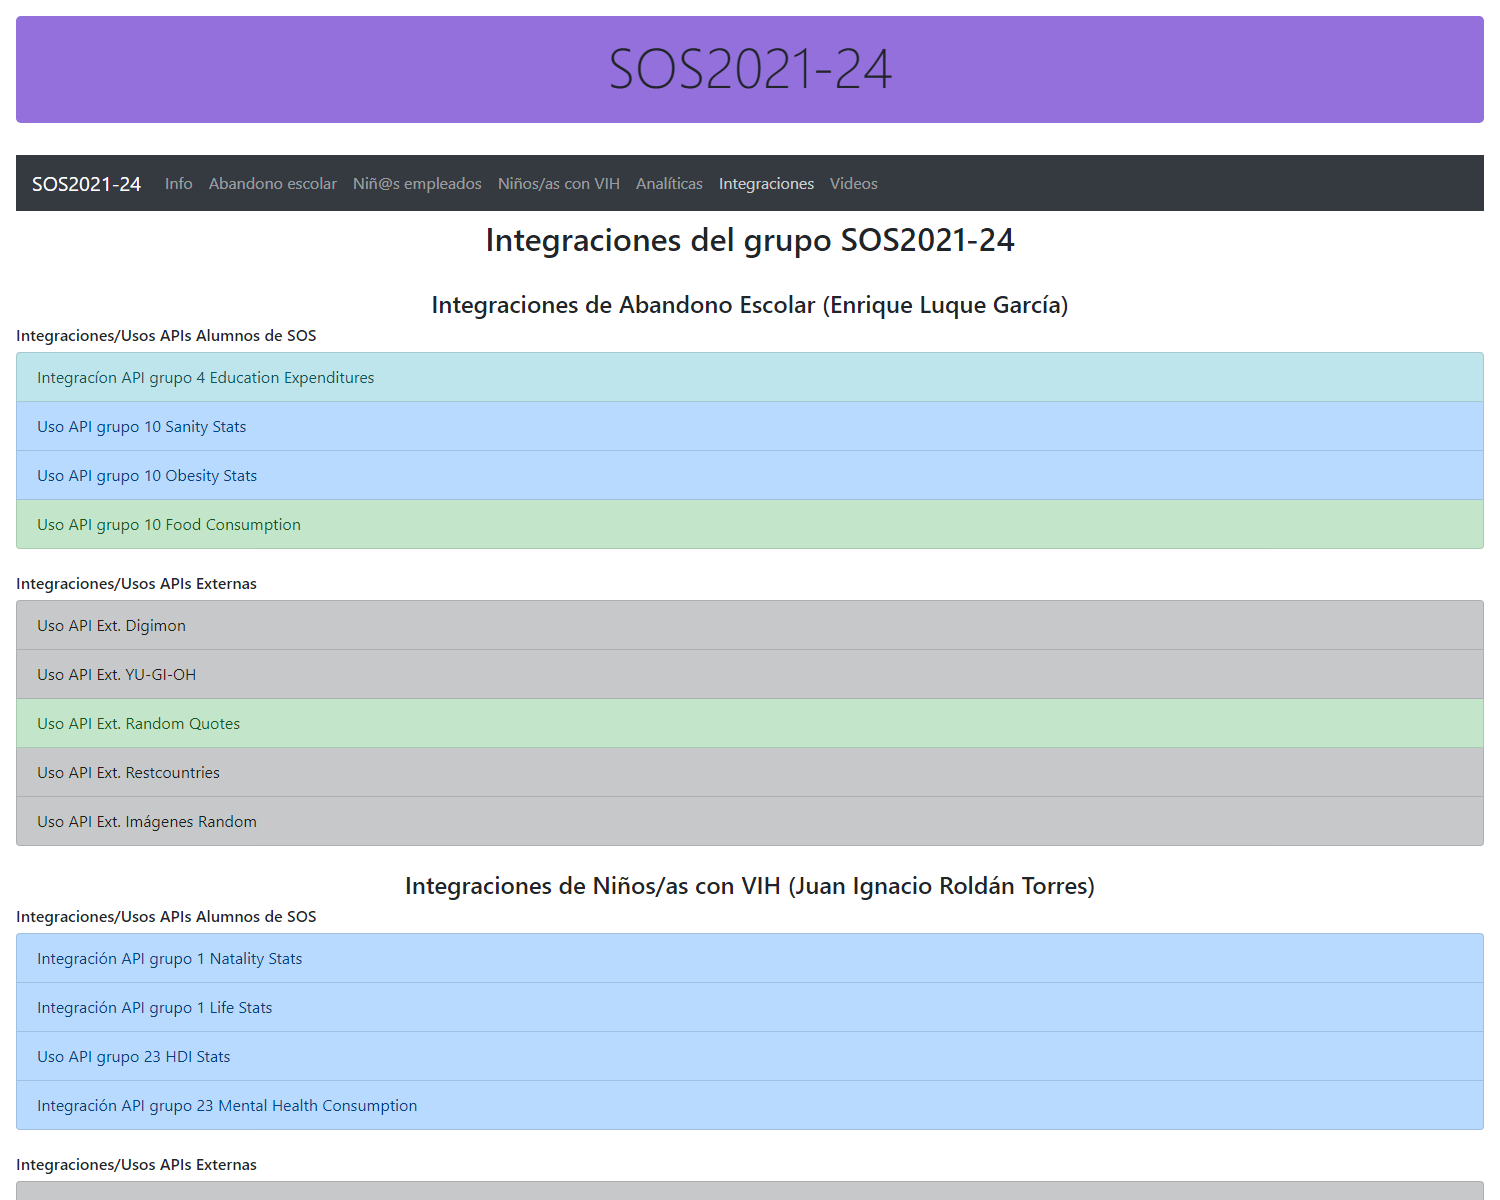 SOS2021-24
SOS2021-24 Info Abandono escolar Niñ@s empleados Niños/as con VIH Analíticas Integraciones Videos
Integraciones del grupo SOS2021-24
Integraciones de Abandono Escolar (Enrique Luque García)
Integraciones/Usos APIs Alumnos de SOS
Integracíon API grupo 4 Education Expenditures
Uso API grupo 10 Sanity Stats
Uso API grupo 10 Obesity Stats
Uso API grupo 10 Food Consumption
Integraciones/Usos APIs Externas
Uso API Ext. Digimon
Uso API Ext. YU-GI-OH
Uso API Ext. Random Quotes
Uso API Ext. Restcountries
Uso API Ext. Imágenes Random
Integraciones de Niños/as con VIH (Juan Ignacio Roldán Torres)
Integraciones/Usos APIs Alumnos de SOS
Integración API grupo 1 Natality Stats
Integración API grupo 1 Life Stats
Uso API grupo 23 HDI Stats
Integración API grupo 23 Mental Health Consumption
Integraciones/Usos APIs Externas